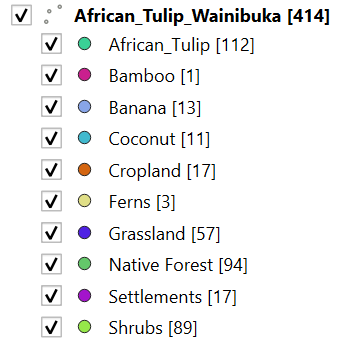 African_Tulip_Wainibuka [414]
African_Tulip [112]
Bamboo [1]
Banana [13]
Coconut [11]
Cropland [17]
Ferns [3]
Grassland [57]
Native Forest [94]
Settlements [17]
Shrubs [89]